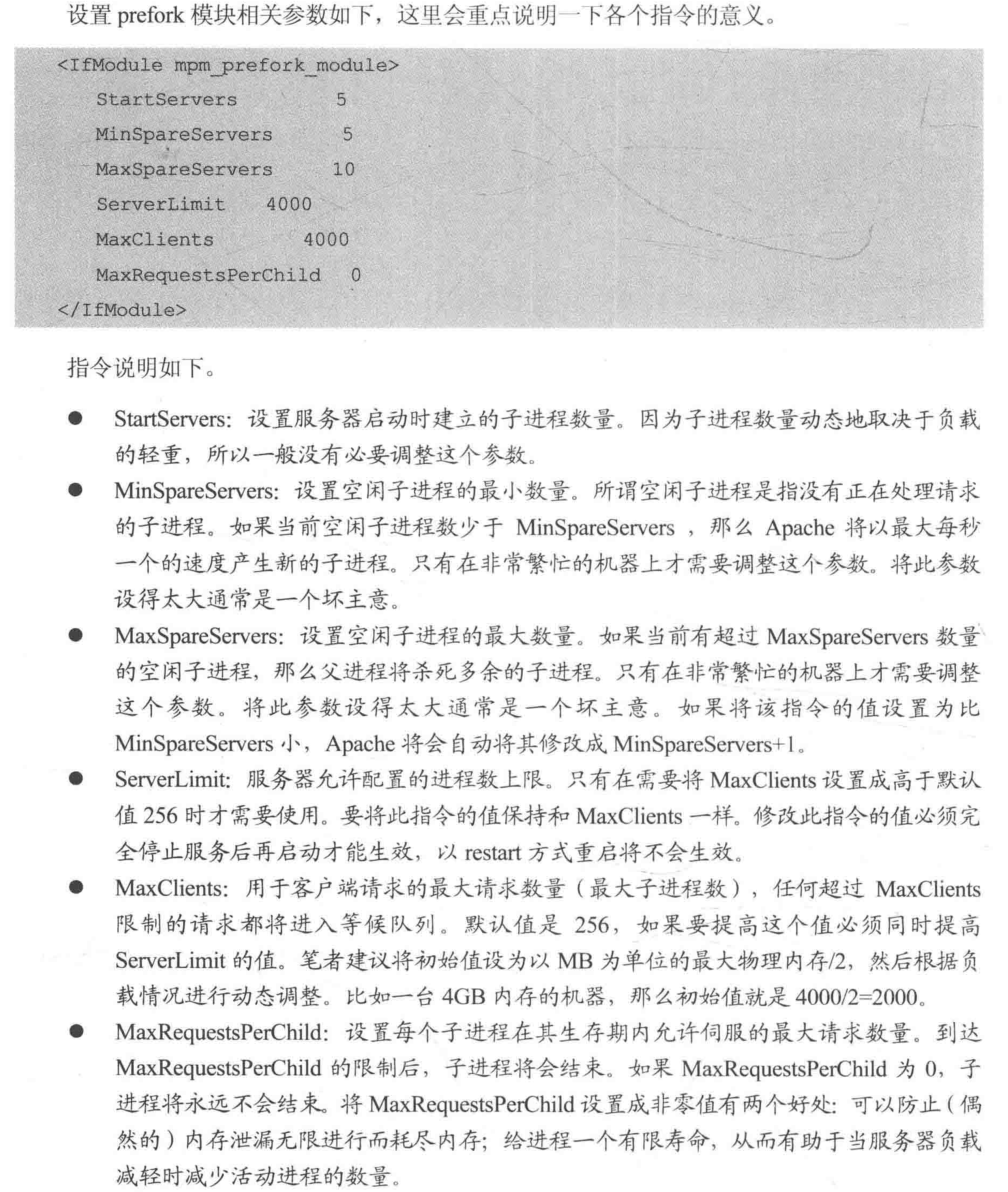 设置 prefork 模块相关参数如下，这里会重点说明一下各个指令的意义。
<IfModule mpm_prefork_module>
StartServers 5
MinSpareServers 5
MaxSpareServers 10
ServerLimit 4000
MaxClients 4000
MaxRequestsPerChild 0
</IfModule>
指令说明如下。
● StartServers：设置服务器启动时建立的子进程数量。因为子进程数量动态地取决于负载
的轻重，所以一般没有必要调整这个参数。
● MinSpareServers：设置空闲子进程的最小数量。所谓空闲子进程是指没有正在处理请求
的子进程。如果当前空闲子进程数少于 MinSpareServers ，那么 Apache 将以最大每秒
一个的速度产生新的子进程。只有在非常繁忙的机器上才需要调整这个参数。将此参数
设得太大通常是一个坏主意。
● MaxSpareServers：设置空闲子进程的最大数量。如果当前有超过 MaxSpareServers 数量
的空闲子进程，那么父进程将杀死多余的子进程。只有在非常繁忙的机器上才需要调整
这个参数。将此参数设得太大通常是一个坏主意。如果将该指令的值设置为比
MinSpareServers 小，Apache 将会自动将其修改成 MinSpareServers+1。
● ServerLimit：服务器允许配置的进程数上限。只有在需要将 MaxClients 设置成高于默认
值 256 时才需要使用。要将此指令的值保持和 MaxClients 一样。修改此指令的值必须完
全停止服务后再启动才能生效，以 restart 方式重启将不会生效。
● MaxClients：用于客户端请求的最大请求数量（最大子进程数），任何超过 MaxClients
限制的请求都将进入等候队列。默认值是 256，如果要提高这个值必须同时提高
ServerLimit 的值。笔者建议将初始值设为以 MB 为单位的最大物理内存/2，然后根据负
载情况进行动态调整。比如一台 4GB 内存的机器，那么初始值就是 4000/2=2000。
● MaxRequestsPerChild：设置每个子进程在其生存期内允许伺服的最大请求数量。到达
MaxRequestsPerChild 的限制后，子进程将会结束。如果 MaxRequestsPerChild 为 0，子
进程将永远不会结束。将 MaxRequestsPerChild 设置成非零值有两个好处：可以防止（偶
然的）内存泄漏无限进行而耗尽内存；给进程一个有限寿命，从而有助于当服务器负载
减轻时减少活动进程的数量。